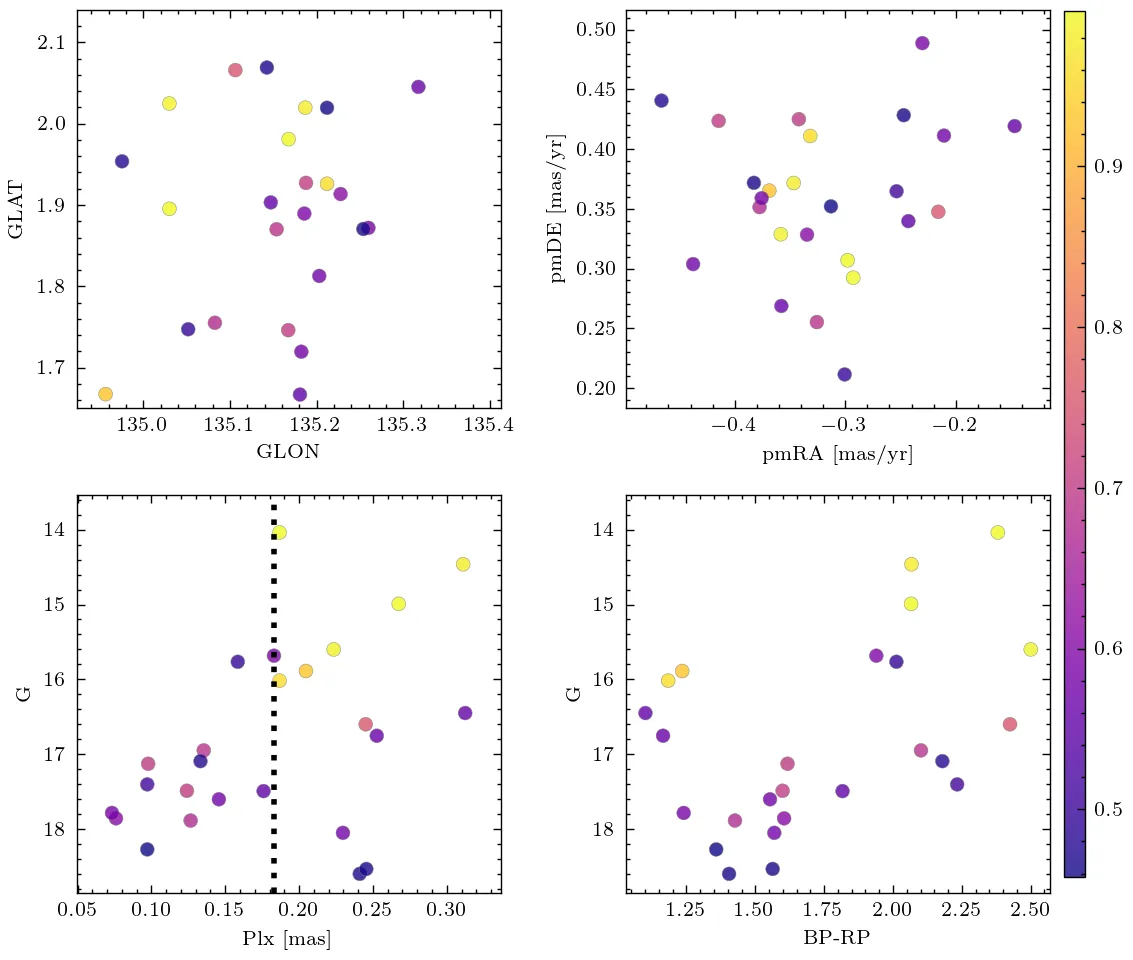 2.1
2.0
1.9
1.8
1.7
GLAT
135.0 135.1 135.2 135.3 135.4
GLON
0.50
0.45
0.40
0.35
0.30
0.25
0.20
pmDE [mas/yr]
−0.4 −0.3 −0.2
pmRA [mas/yr]
0.9
0.8
0.7
0.6
0.5
14
15
16
17
18
G
0.05 0.10 0.15 0.20 0.25 0.30
Plx [mas]
14
15
16
17
18
G
1.25 1.50 1.75 2.00 2.25 2.50
BP-RP